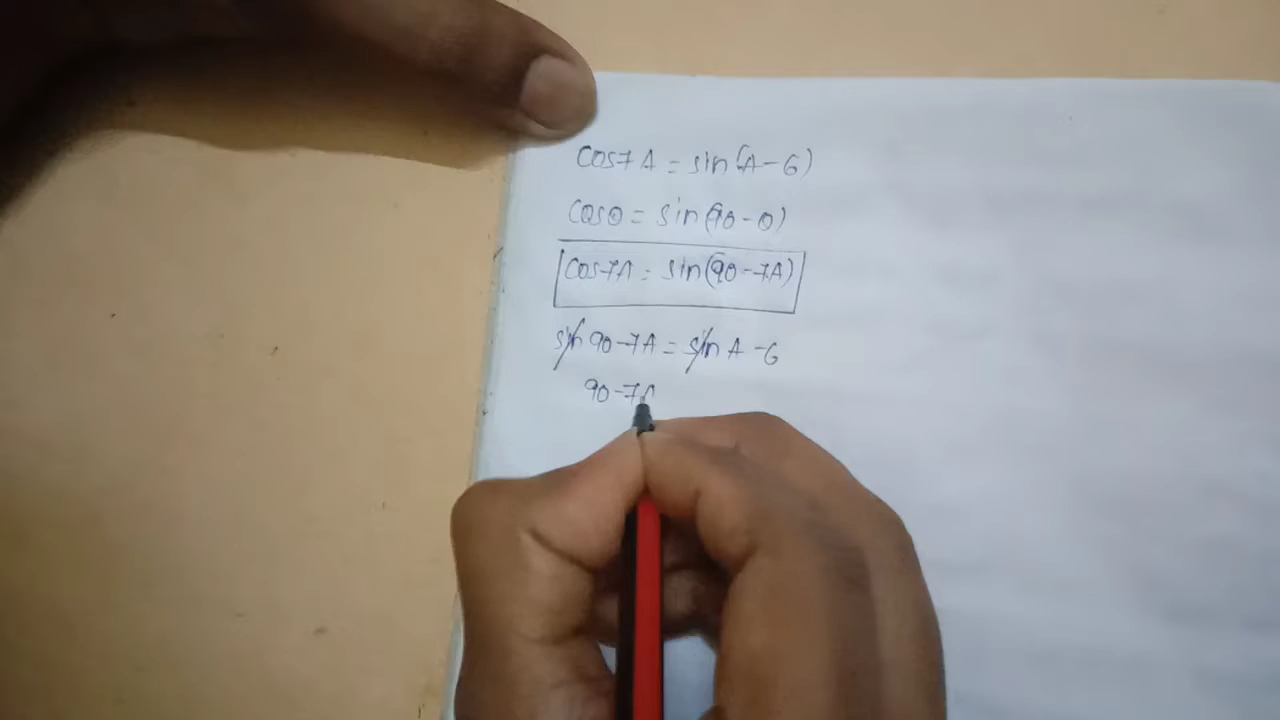 cos7A = sin(A-6)
cosθ = sin(90-θ)
cos7A = sin(90-7A)
sin 90-7A = sin A-6
90-7A